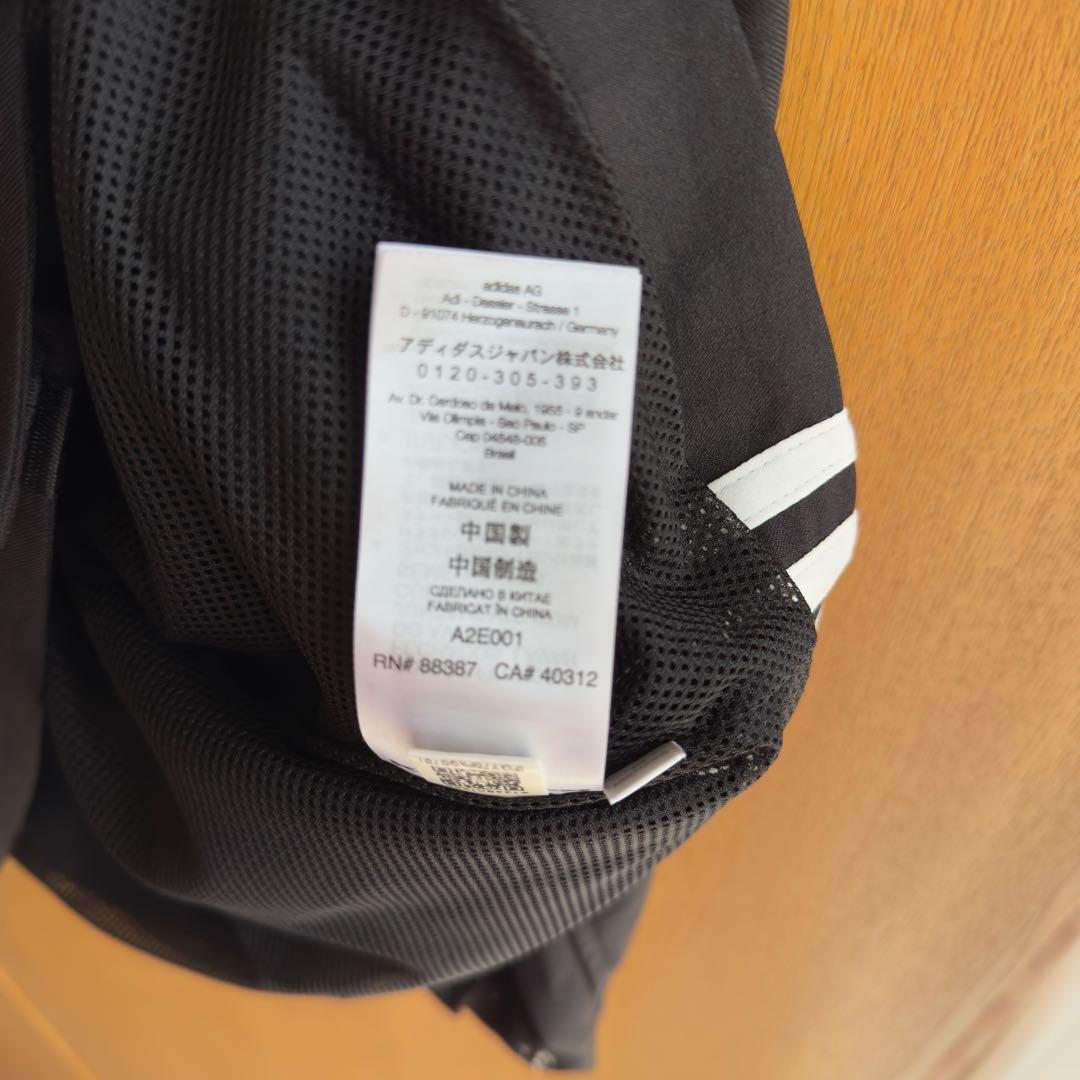 adidas AG
Adi - Dassler - Strasse 1
D - 91074 Herzogenaurach / Germany
アディダスジャパン株式会社
0120-305-393
Av. Dr. Cardoso de Melo, 1955 - 9 andar
Vila Olimpia - Sao Paulo - SP
Cep 04548-005
Brasil
MADE IN CHINA
FABRIQUÉ EN CHINE
中国製
中国制造
СДЕЛАНО В КИТАЕ
FABRICAT ÎN CHINA
A2E001
RN# 88387 CA# 40312